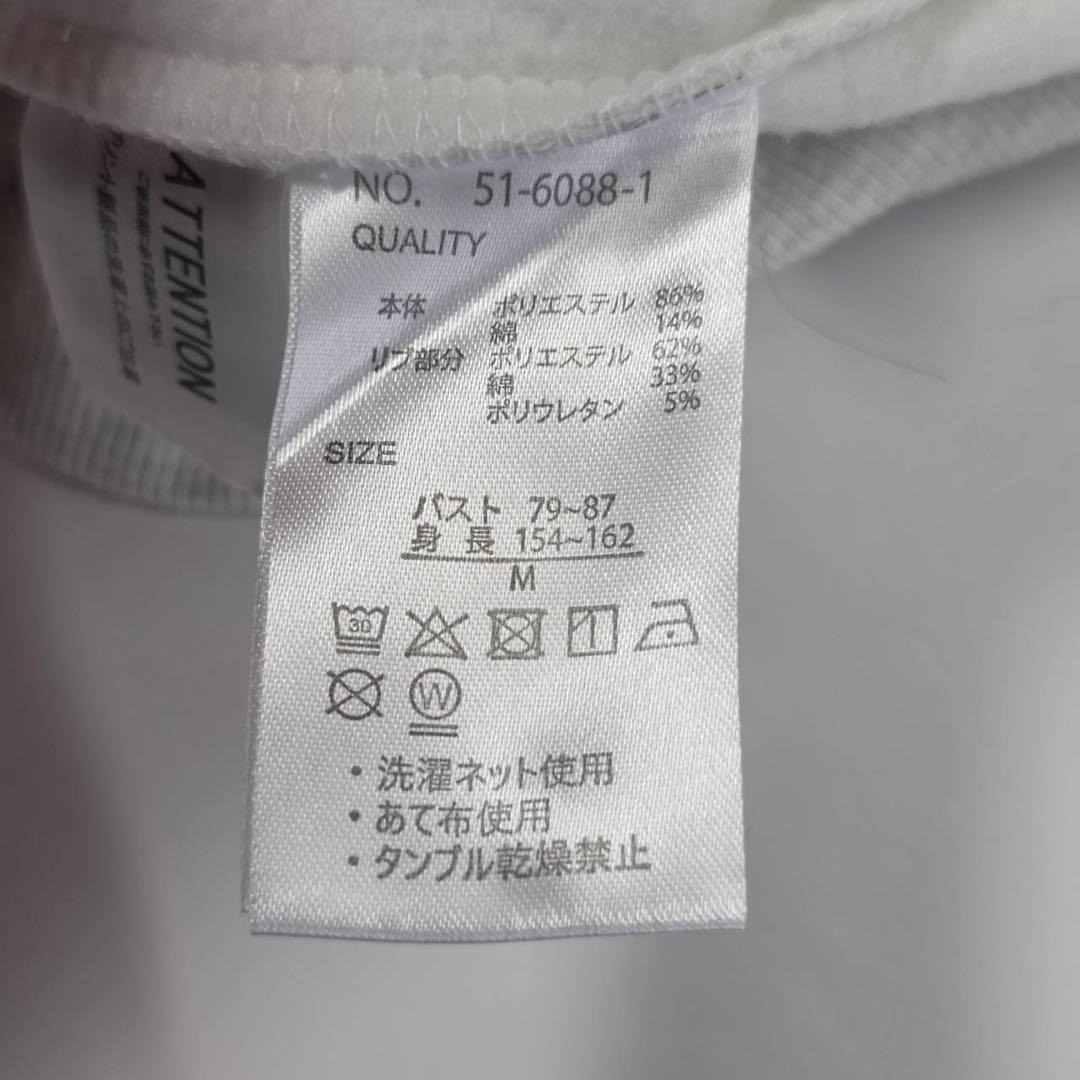 NO. 51-6088-1
QUALITY
本体 ポリエステル 86%
綿 14%
リブ部分 ポリエステル 62%
綿 33%
ポリウレタン 5%
SIZE
バスト 79~87
身長 154~162
M
30
W
・洗濯ネット使用
・あて布使用
・タンブル乾燥禁止
ATTENTION